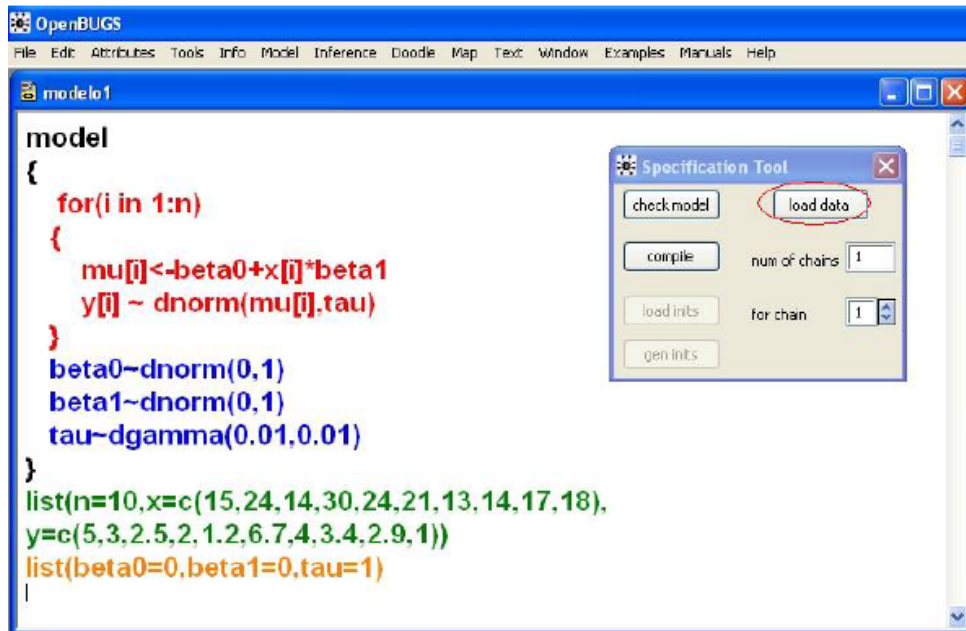 OpenBUGS
File Edit Attributes Tools Info Model Inference Doodle Map Text Window Examples Manuals Help
modelo1
model
{
for(i in 1:n)
{
mu[i]<-beta0+x[i]*beta1
y[i] ~ dnorm(mu[i],tau)
}
beta0~dnorm(0,1)
beta1~dnorm(0,1)
tau~dgamma(0.01,0.01)
}
list(n=10,x=c(15,24,14,30,24,21,13,14,17,18),
y=c(5,3,2.5,2,1.2,6.7,4,3.4,2.9,1))
list(beta0=0,beta1=0,tau=1)
Specification Tool
check model load data
compile num of chains 1
load inits for chain 1
gen inits